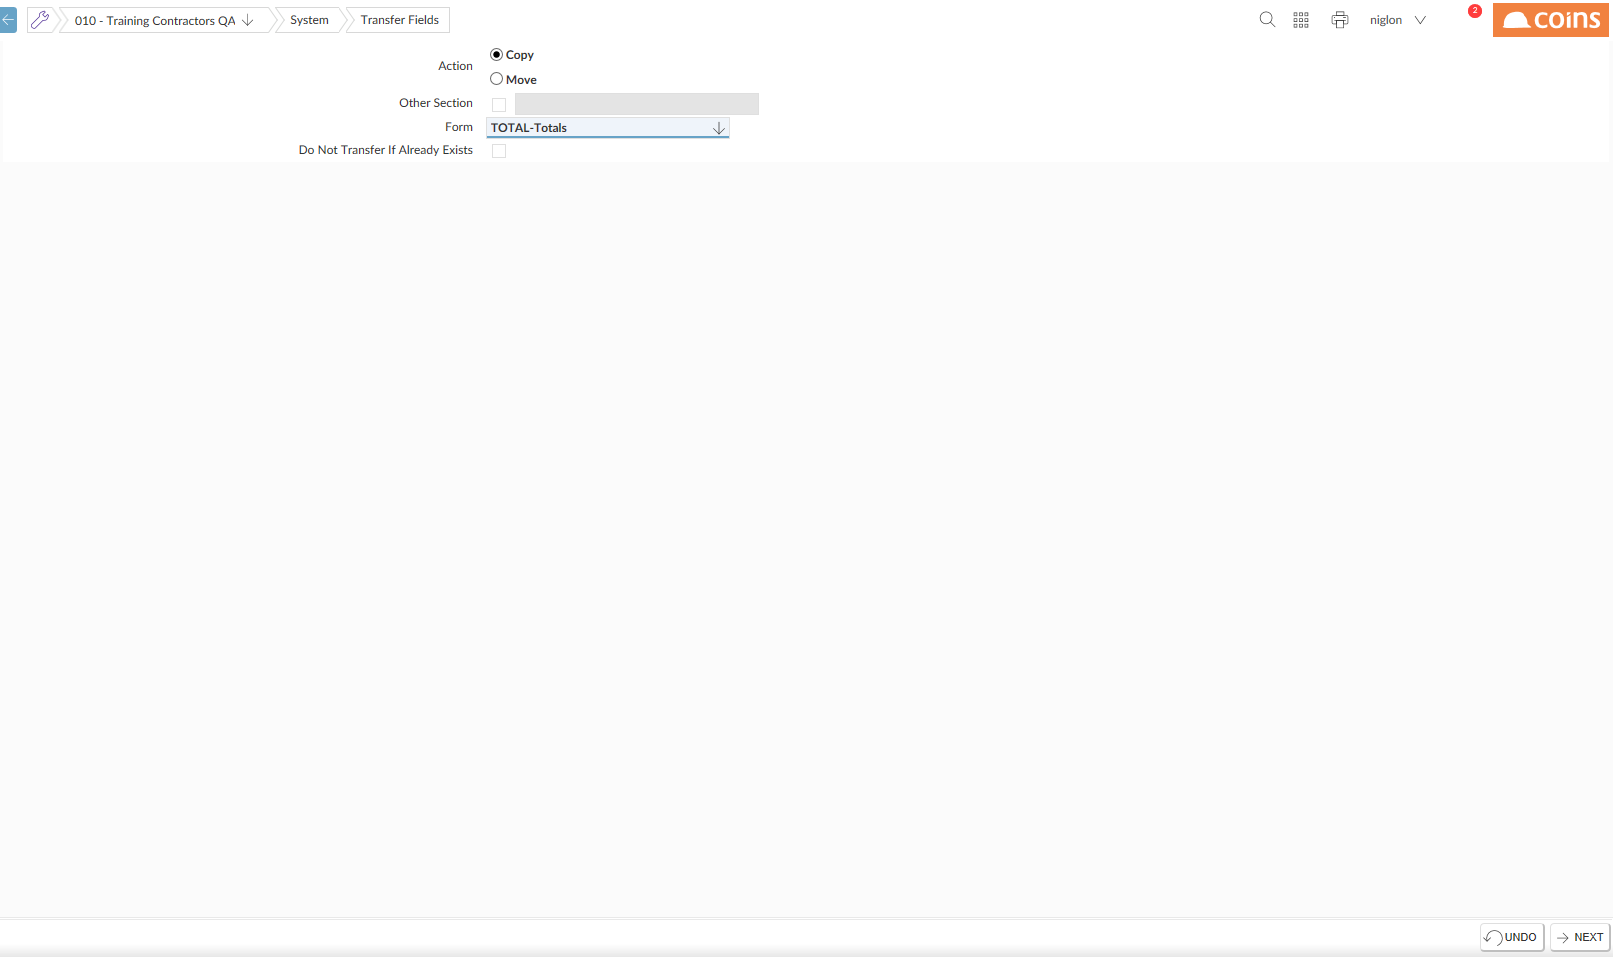 010 - Training Contractors QA
System
Transfer Fields
niglon
2
coins
Action
Copy
Move
Other Section
Form
TOTAL-Totals
Do Not Transfer If Already Exists
UNDO
NEXT